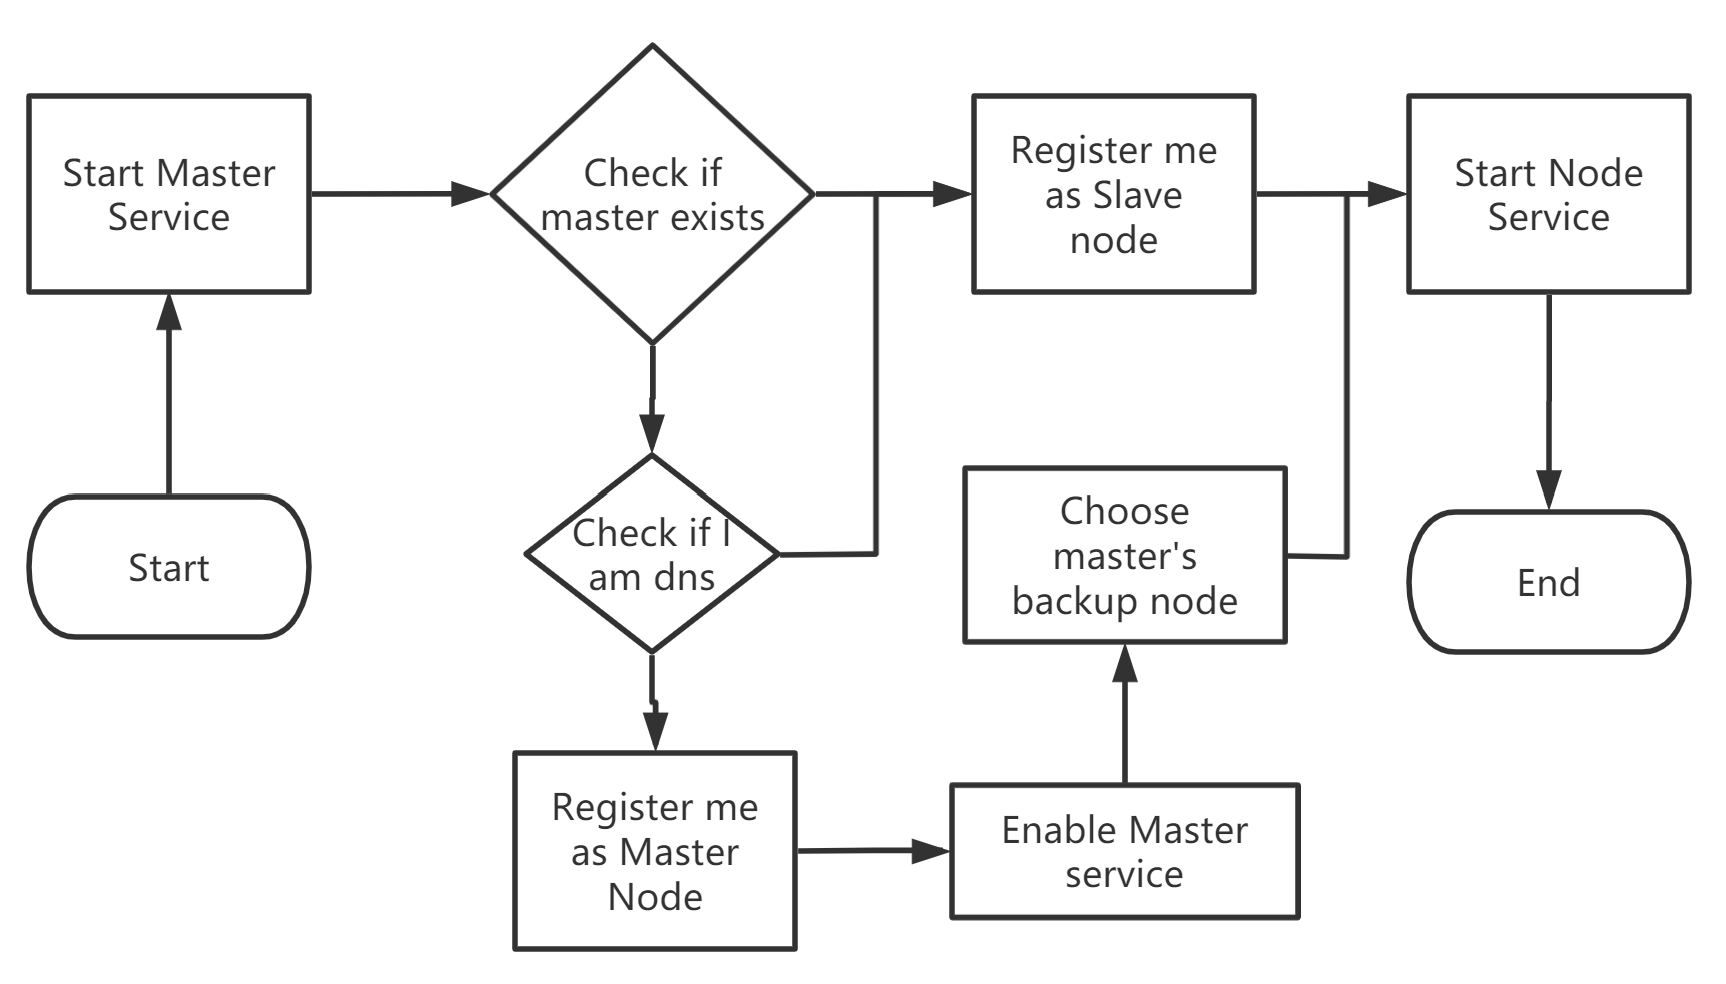 Start Master
Service
Check if
master exists
Register me
as Slave
node
Start Node
Service
Start
Check if I
am dns
Choose
master's
backup node
End
Register me
as Master
Node
Enable Master
service